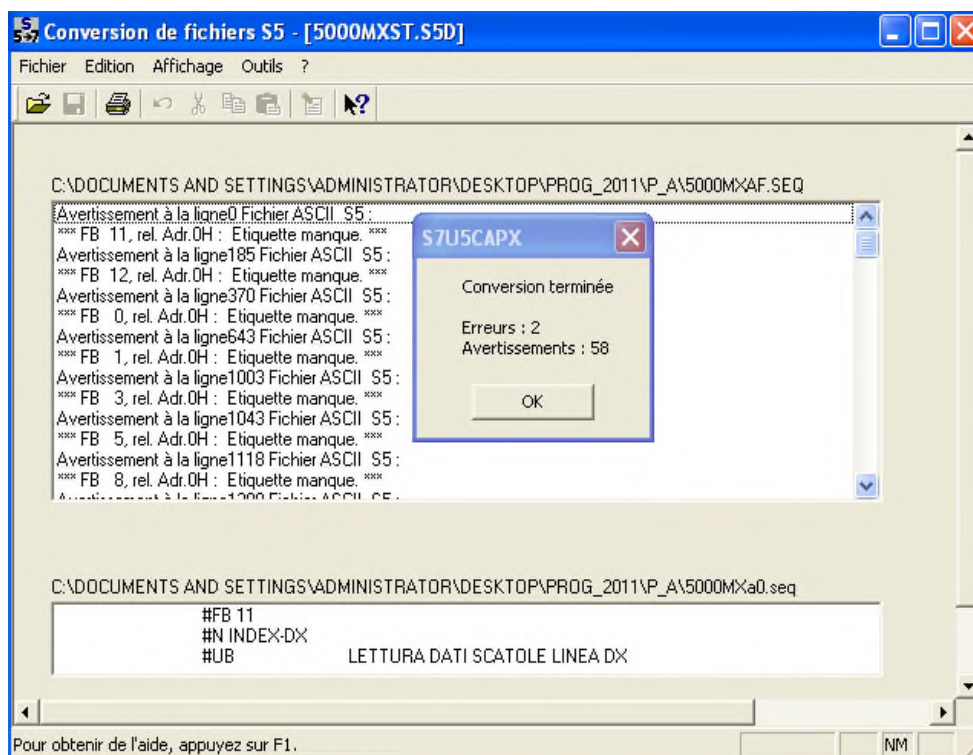 Conversion de fichiers S5 - [5000MXST.S5D]
Fichier Edition Affichage Outils ?
C:\DOCUMENTS AND SETTINGS\ADMINISTRATOR\DESKTOP\PROG_2011\P_A\5000MXAF.SEQ
Avertissement à la ligne0 Fichier ASCII S5 :
*** FB 11, rel. Adr.0H : Etiquette manque. ***
Avertissement à la ligne185 Fichier ASCII S5 :
*** FB 12, rel. Adr.0H : Etiquette manque. ***
Avertissement à la ligne370 Fichier ASCII S5 :
*** FB 0, rel. Adr.0H : Etiquette manque. ***
Avertissement à la ligne643 Fichier ASCII S5 :
*** FB 1, rel. Adr.0H : Etiquette manque. ***
Avertissement à la ligne1003 Fichier ASCII S5 :
*** FB 3, rel. Adr.0H : Etiquette manque. ***
Avertissement à la ligne1043 Fichier ASCII S5 :
*** FB 5, rel. Adr.0H : Etiquette manque. ***
Avertissement à la ligne1118 Fichier ASCII S5 :
*** FB 8, rel. Adr.0H : Etiquette manque. ***
S7U5CAPX
Conversion terminée
Erreurs : 2
Avertissements : 58
OK
C:\DOCUMENTS AND SETTINGS\ADMINISTRATOR\DESKTOP\PROG_2011\P_A\5000MXa0.seq
#FB 11
#N INDEX-DX
#UB LETTURA DATI SCATOLE LINEA DX
Pour obtenir de l'aide, appuyez sur F1.
NM